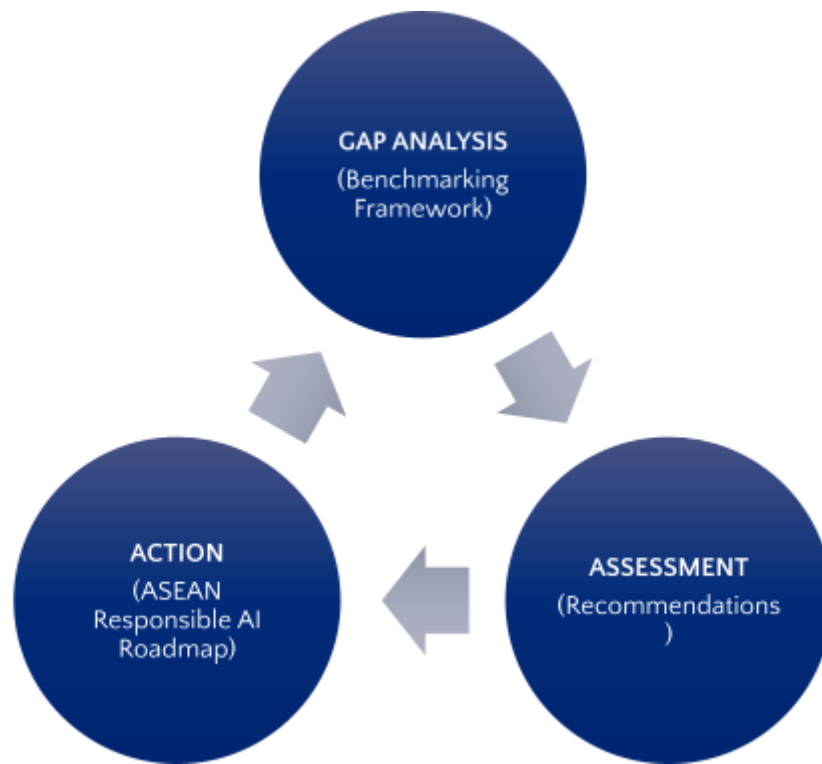 GAP ANALYSIS
(Benchmarking
Framework)
ACTION
(ASEAN
Responsible AI
Roadmap)
ASSESSMENT
(Recommendations
)